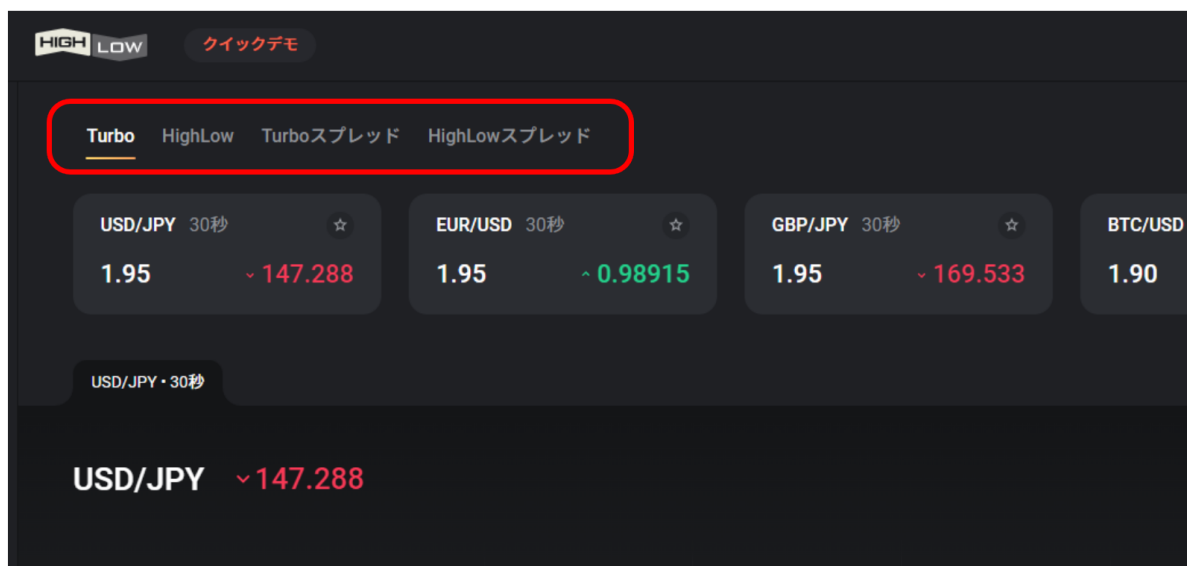 HIGH LOW クイックデモ
Turbo HighLow Turboスプレッド HighLowスプレッド
USD/JPY 30秒 EUR/USD 30秒 GBP/JPY 30秒 BTC/USD
1.95 147.288 1.95 0.98915 1.95 169.533 1.90
USD/JPY・30秒
USD/JPY 147.288